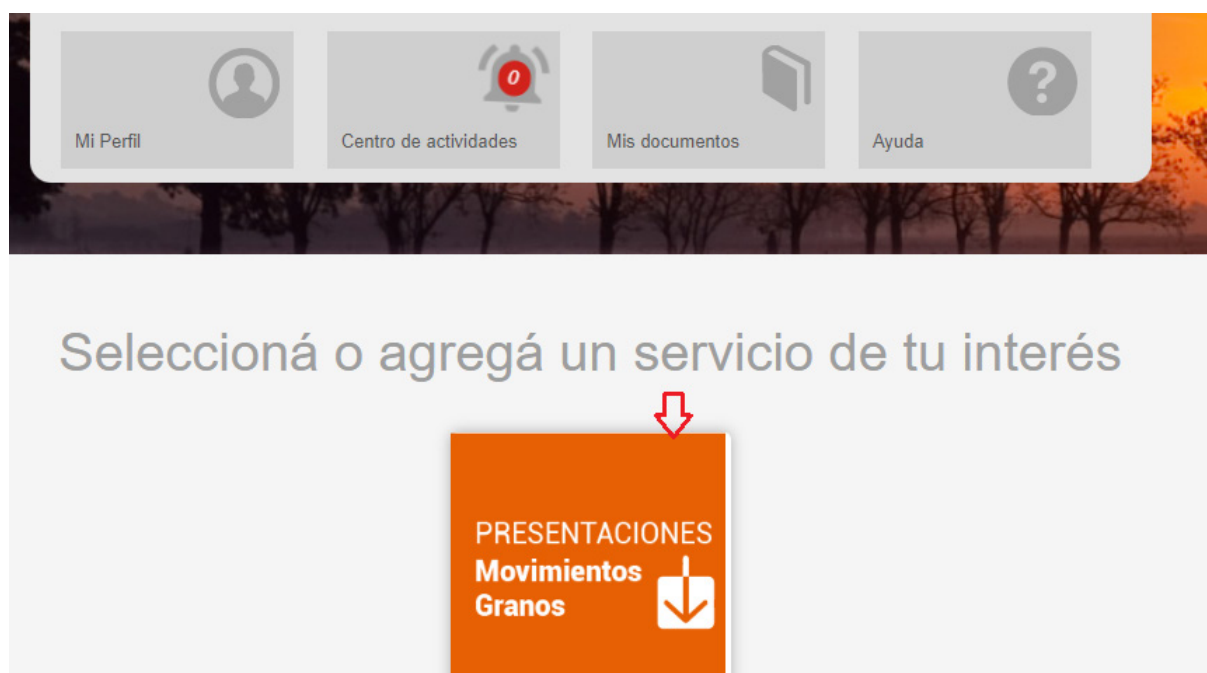 0
Mi Perfil
Centro de actividades
Mis documentos
?
Ayuda
Seleccioná o agregá un servicio de tu interés
PRESENTACIONES
Movimientos
Granos